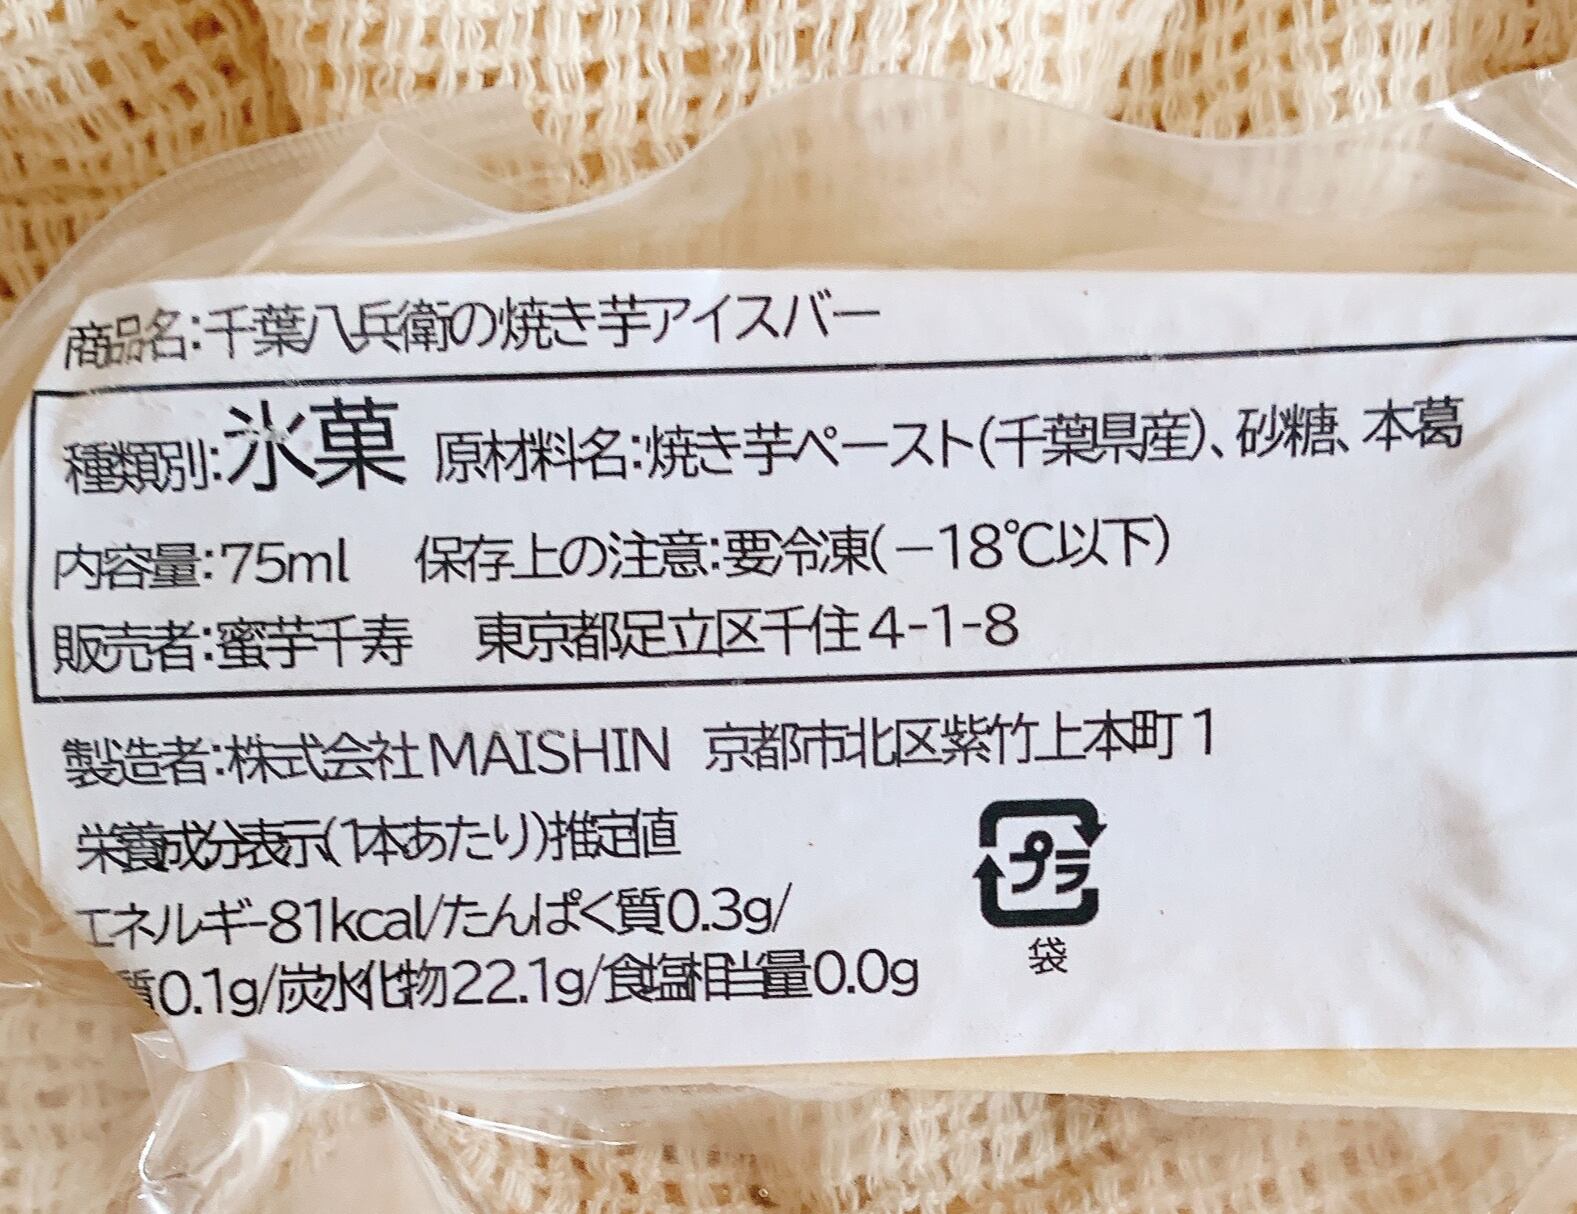 商品名:千葉八兵衛の焼き芋アイスバー
種類別:氷菓 原材料名:焼き芋ペースト(千葉県産)、砂糖、本葛
内容量:75ml 保存上の注意:要冷凍(-18℃以下)
販売者:蜜芋千寿 東京都足立区千住4-1-8
製造者:株式会社MAISHIN 京都市北区紫竹上本町1
栄養成分表示(1本あたり)推定値
エネルギー81kcal/たんぱく質0.3g/
質0.1g/炭水化物22.1g/食塩相当量0.0g
プラ
袋